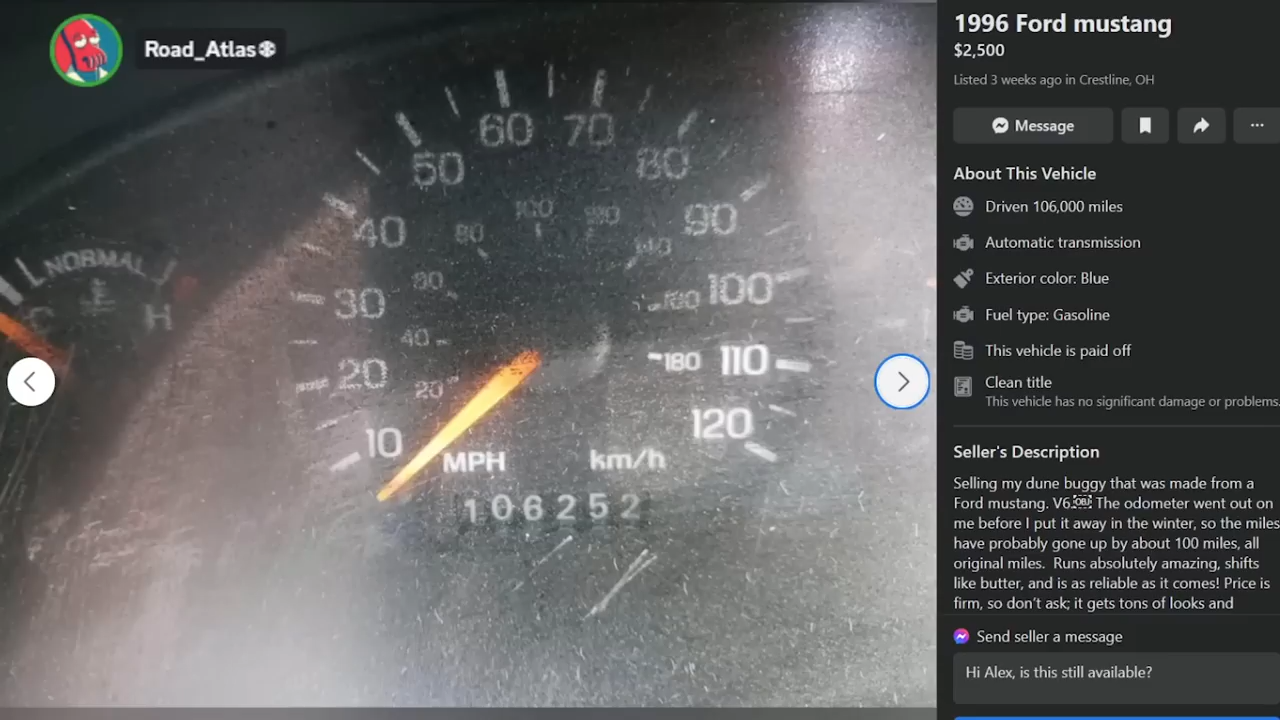 Road_Atlas
1996 Ford mustang
$2,500
Listed 3 weeks ago in Crestline, OH
Message
About This Vehicle
Driven 106,000 miles
Automatic transmission
Exterior color: Blue
Fuel type: Gasoline
This vehicle is paid off
Clean title
This vehicle has no significant damage or problems.
Seller's Description
Selling my dune buggy that was made from a
Ford mustang. V6 OBJ The odometer went out on
me before I put it away in the winter, so the miles
have probably gone up by about 100 miles, all
original miles. Runs absolutely amazing, shifts
like butter, and is as reliable as it comes! Price is
firm, so don't ask; it gets tons of looks and
Send seller a message
Hi Alex, is this still available?
NORMAL
C H
10 20 30 40 50 60 70 80 90 100 110 120
20 40 60 80 100 120 140 160 180
MPH km/h
106252